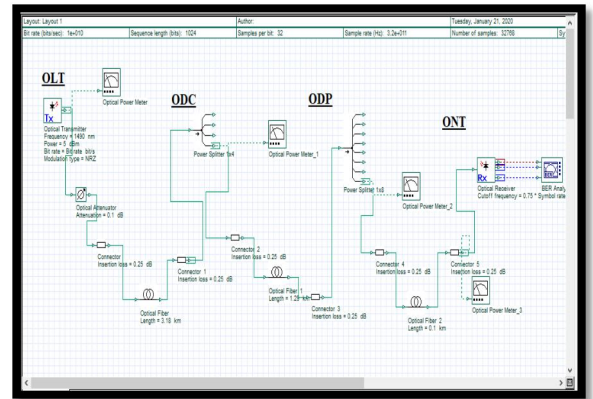 Layout: Layout 1
Author:
Tuesday, January 21, 2020
Bit rate (bits/sec): 1e+010
Sequence length (bits): 1024
Samples per bit: 32
Sample rate (Hz): 3.2e+011
Number of samples: 32768
Sy
OLT
Optical Power Meter
Tx
Optical Transmitter
Frequency = 1490 nm
Power = 5 dBm
Bit rate = Bit rate bit/s
Modulation type = NRZ
Optical Attenuator
Attenuation = 0.1 dB
Connector
Insertion loss = 0.25 dB
Optical Fiber
Length = 3.18 km
Connector 1
Insertion loss = 0.25 dB
ODC
Power Splitter 1x4
Optical Power Meter_1
Connector 2
Insertion loss = 0.25 dB
Optical Fiber 1
Length = 1.25 km
Connector 3
Insertion loss = 0.25 dB
ODP
Power Splitter 1x8
Optical Power Meter_2
Connector 4
Insertion loss = 0.25 dB
Optical Fiber 2
Length = 0.1 km
Connector 5
Insertion loss = 0.25 dB
Optical Power Meter_3
ONT
Rx
Optical Receiver
Cutoff frequency = 0.75 * Symbol rate
BER
BER Analy